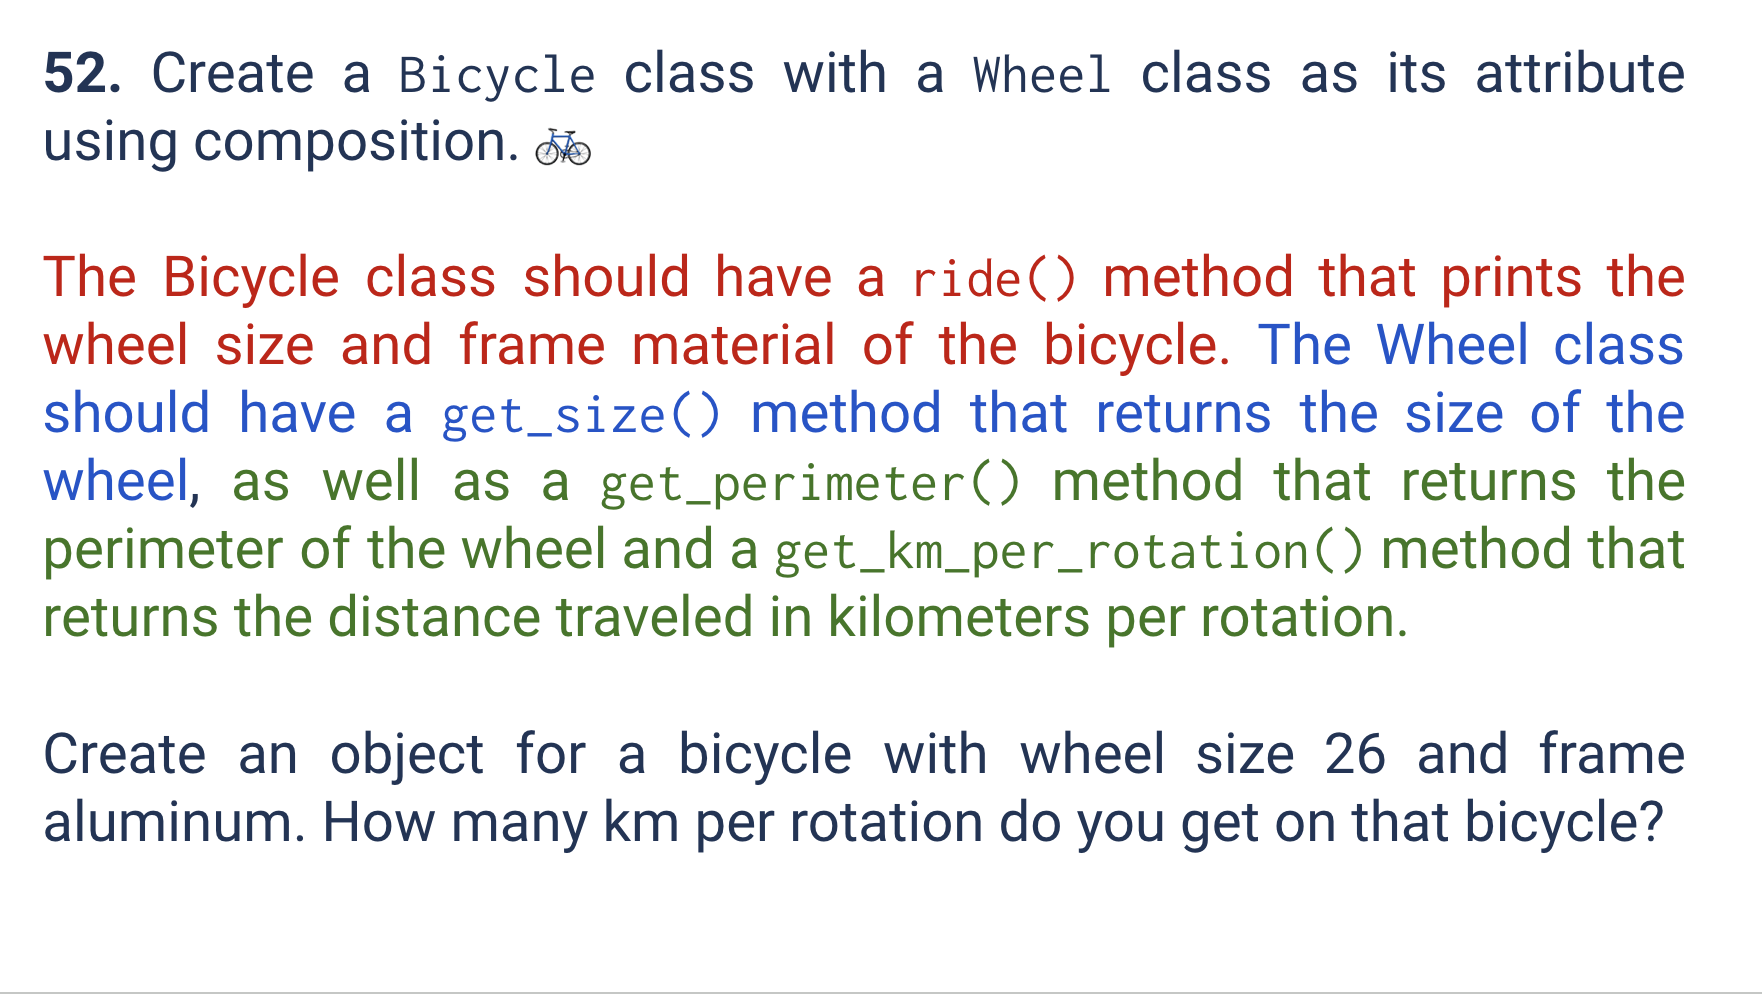 52. Create a Bicycle class with a Wheel class as its attribute
using composition. 🚲
The Bicycle class should have a ride() method that prints the
wheel size and frame material of the bicycle. The Wheel class
should have a get_size() method that returns the size of the
wheel, as well as a get_perimeter() method that returns the
perimeter of the wheel and a get_km_per_rotation() method that
returns the distance traveled in kilometers per rotation.
Create an object for a bicycle with wheel size 26 and frame
aluminum. How many km per rotation do you get on that bicycle?